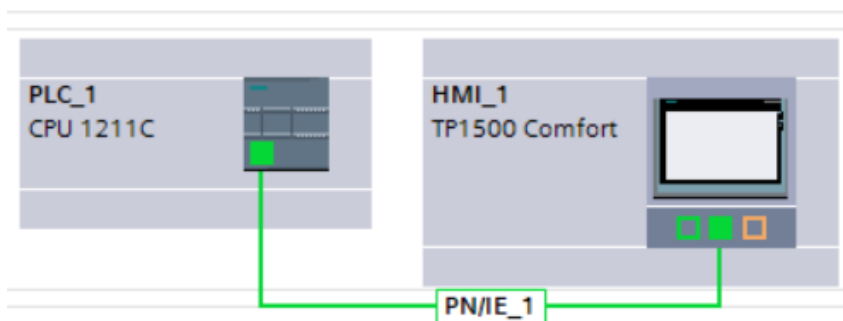 PLC_1
CPU 1211C
HMI_1
TP1500 Comfort
PN/IE_1